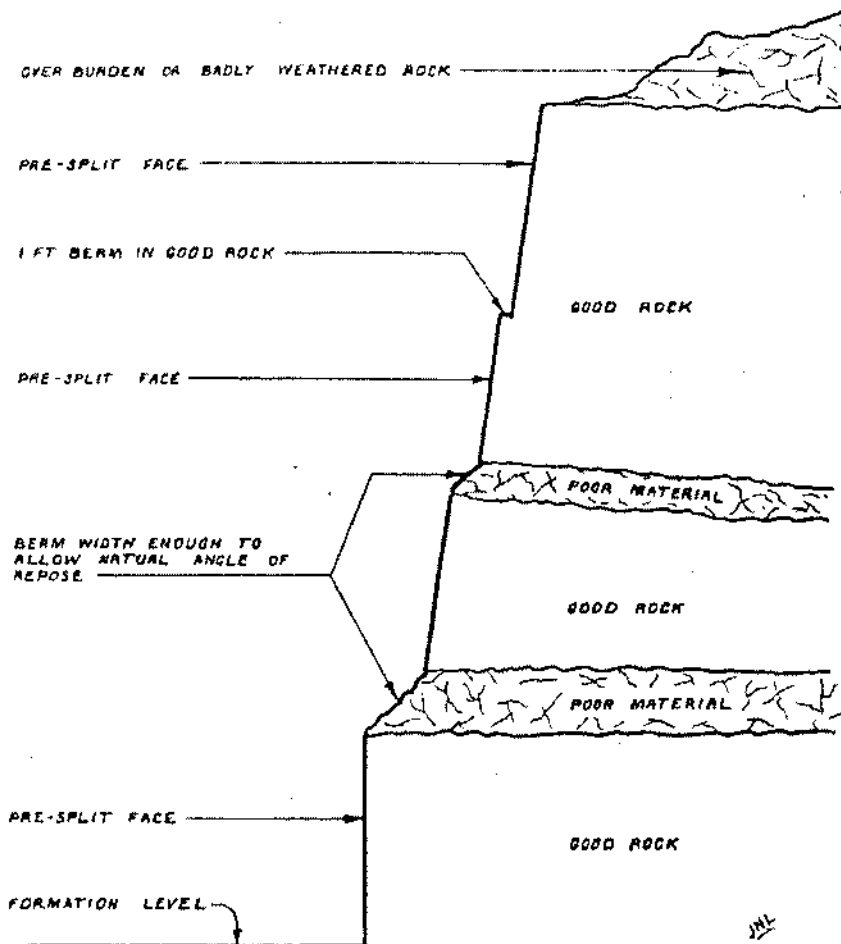 OVER BURDEN OR BADLY WEATHERED ROCK
PRE-SPLIT FACE
1 FT BERM IN GOOD ROCK
GOOD ROCK
PRE-SPLIT FACE
POOR MATERIAL
BERM WIDTH ENOUGH TO
ALLOW NATUAL ANGLE OF
REPOSE
GOOD ROCK
POOR MATERIAL
PRE-SPLIT FACE
GOOD ROCK
FORMATION LEVEL
JNL